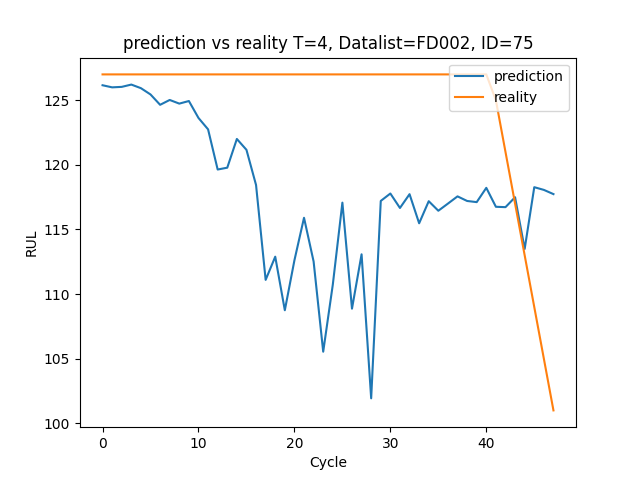 prediction vs reality T=4, Datalist=FD002, ID=75
prediction
reality
125
120
115
110
105
100
RUL
0 10 20 30 40
Cycle